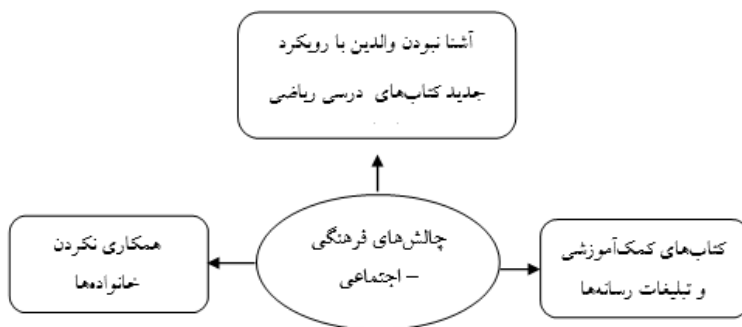 آشنا نبودن والدین با رویکرد
جدید کتاب‌های درسی ریاضی
چالش‌های فرهنگی
– اجتماعی
کتاب‌های کمک‌آموزشی
و تبلیغات رسانه‌ها
همکاری نکردن
خانواده‌ها